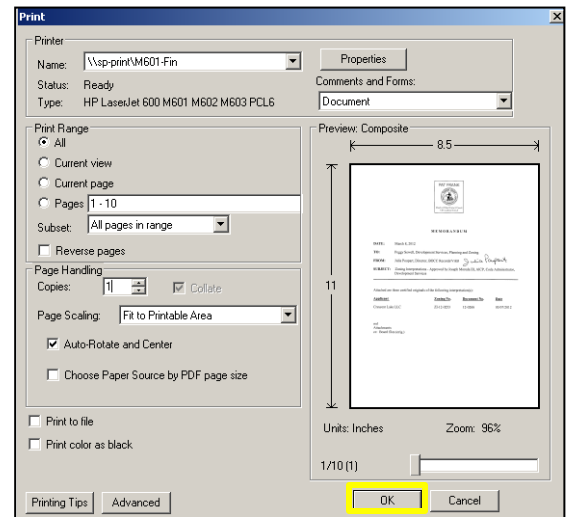 Print
Printer
Name: \\sp-print\M601-Fin
Properties
Status: Ready
Comments and Forms:
Type: HP LaserJet 600 M601 M602 M603 PCL6
Document
Print Range
All
Current view
Current page
Pages 1 - 10
Subset: All pages in range
Reverse pages
Page Handling
Copies: 1 Collate
Page Scaling: Fit to Printable Area
Auto-Rotate and Center
Choose Paper Source by PDF page size
Print to file
Print color as black
Printing Tips Advanced
Preview: Composite
8.5
11
MEMORANDUM
DATE:
TO:
FROM:
SUBJECT:
Units: Inches Zoom: 96%
1/10 (1)
OK Cancel